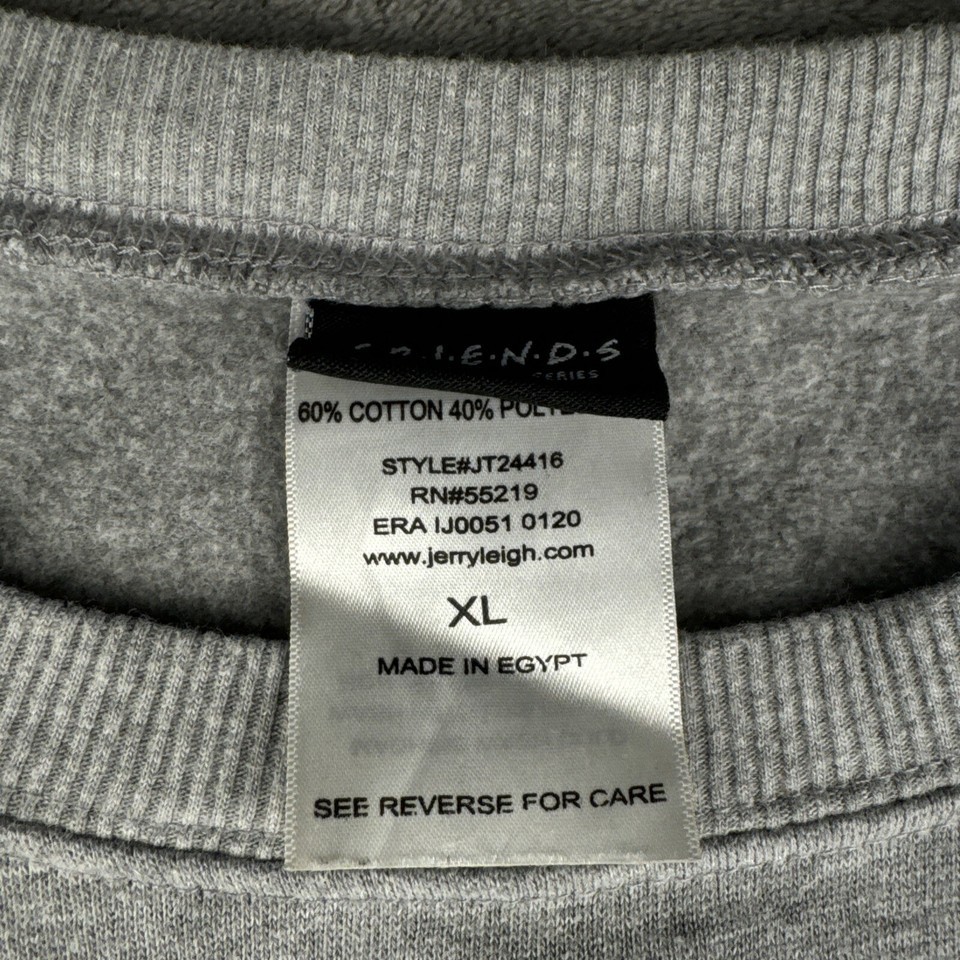 I.E.N.D.S
60% COTTON 40%
STYLE#JT24416
RN#55219
ERA IJ0051 0120
www.jerryleigh.com
XL
MADE IN EGYPT
SEE REVERSE FOR CARE